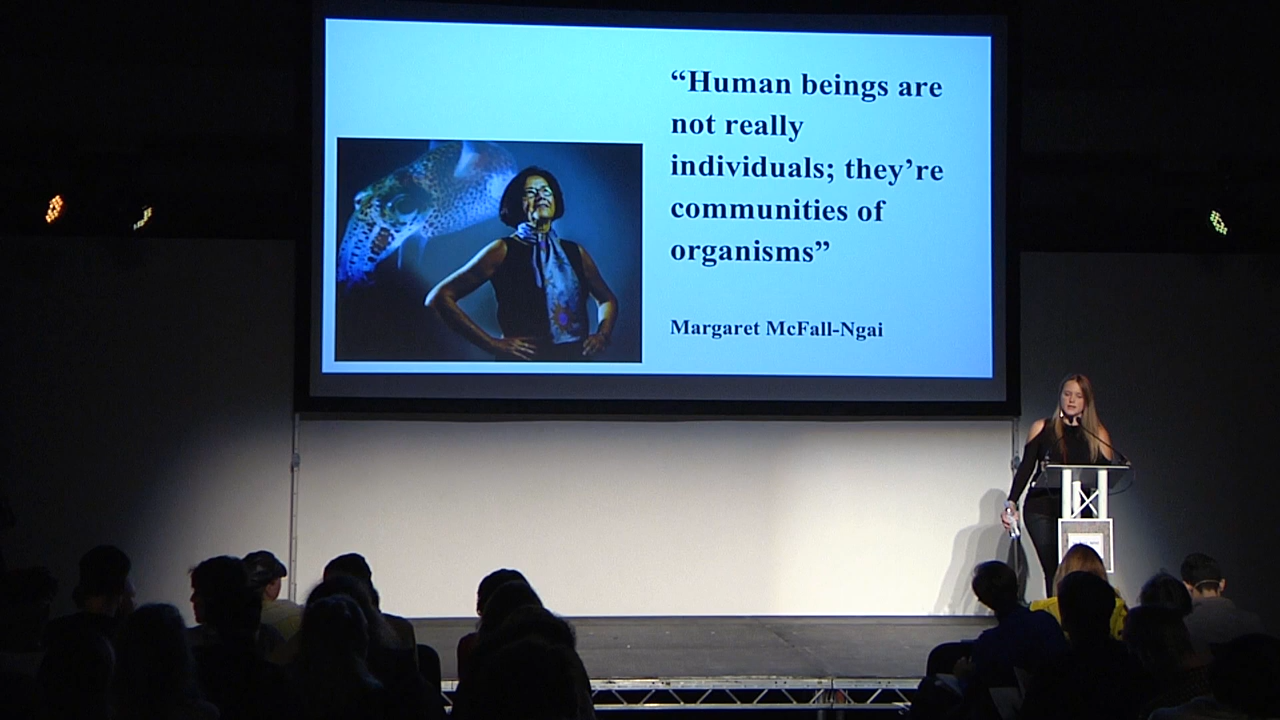 “Human beings are
not really
individuals; they’re
communities of
organisms”
Margaret McFall-Ngai